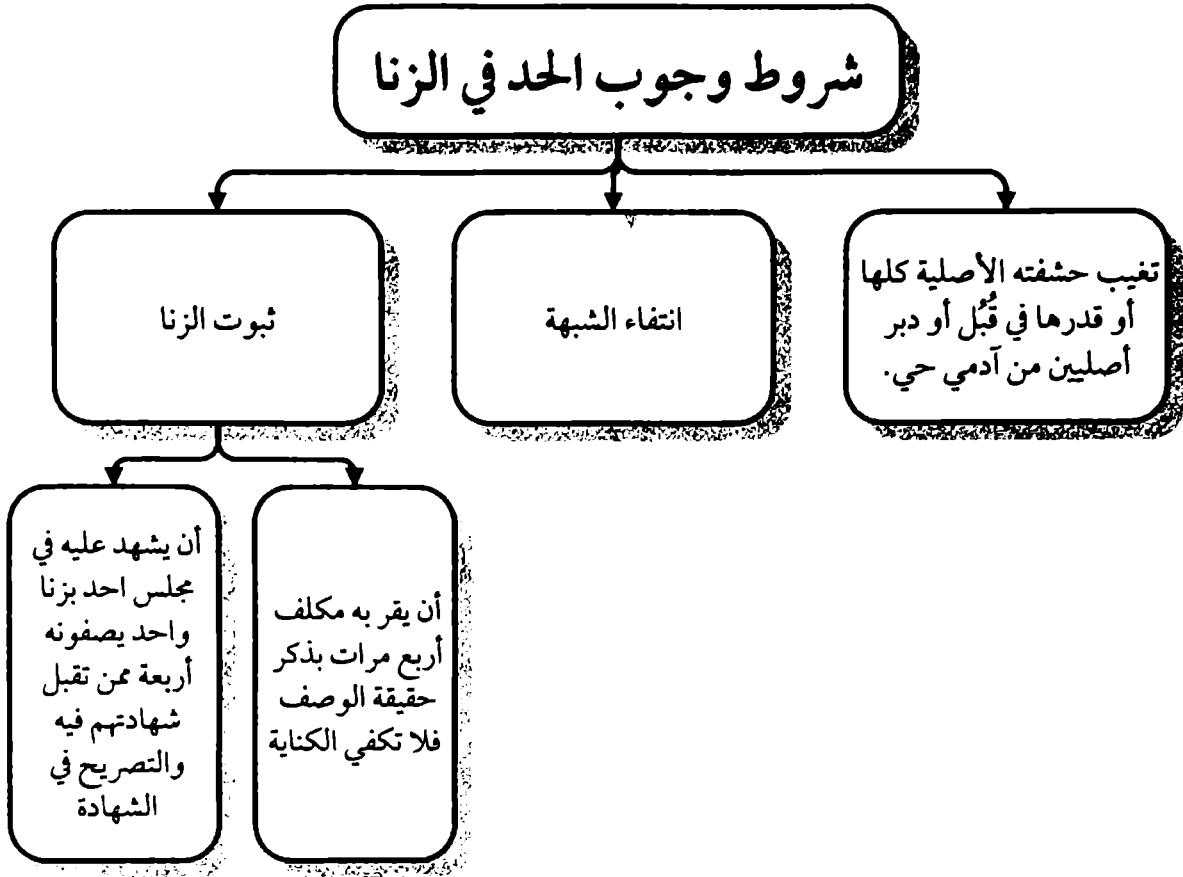 شروط وجوب الحد في الزنا
تغيب حشفته الأصلية كلها
أو قدرها في قُبُل أو دبر
أصليين من آدمي حي.
انتفاء الشبهة
ثبوت الزنا
أن يقر به مكلف
أربع مرات بذكر
حقيقة الوصف
فلا تكفي الكناية
أن يشهد عليه في
مجلس احد بزنا
واحد يصفونه
أربعة ممن تقبل
شهادتهم فيه
والتصريح في
الشهادة